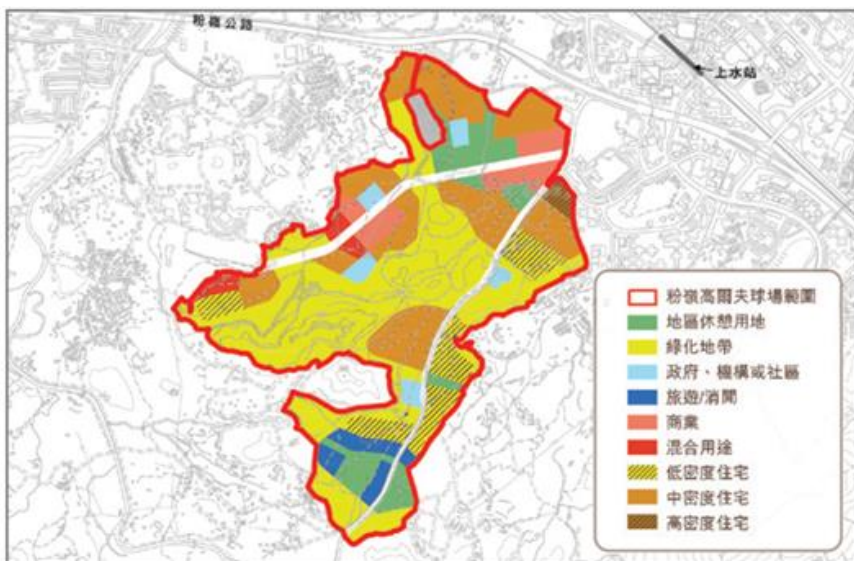 粉嶺公路
上水站
粉嶺高爾夫球場範圍
地區休憩用地
綠化地帶
政府、機構或社區
旅遊/消閒
商業
混合用途
低密度住宅
中密度住宅
高密度住宅